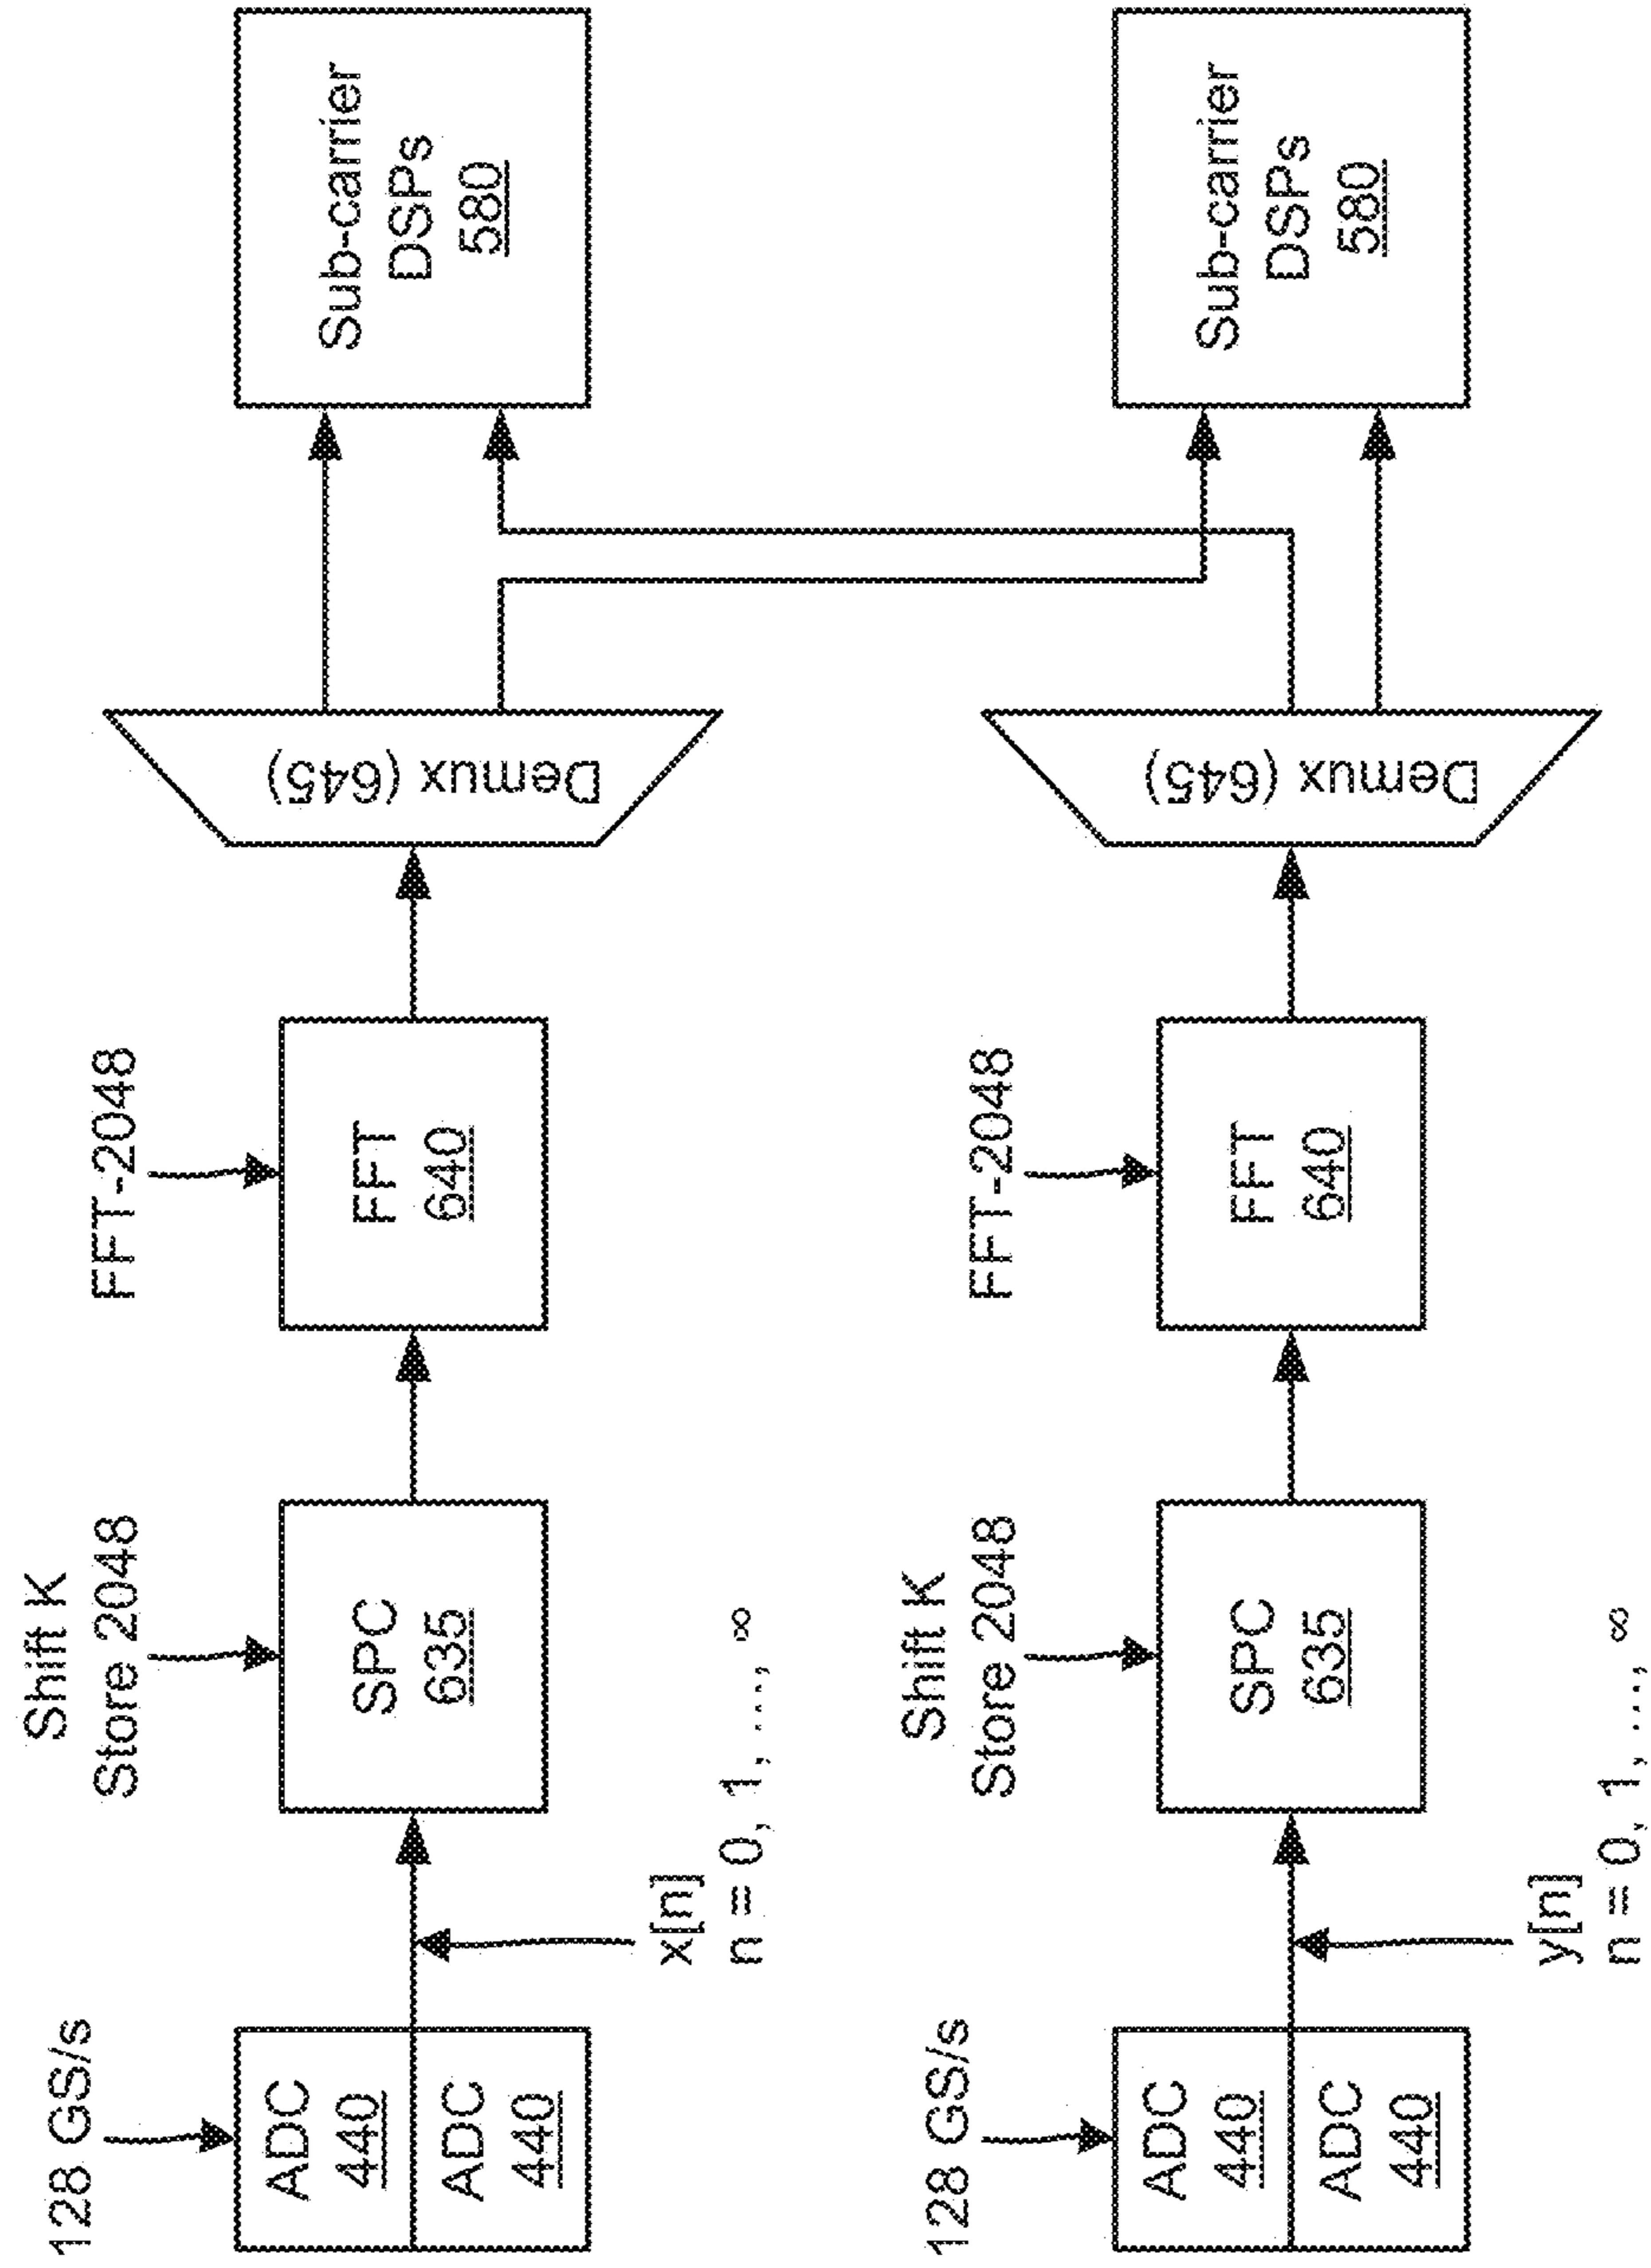 128 GS/s
ADC
440
ADC
440
x[n]
n = 0, 1, ..., ∞
Shift K
Store 2048
SPC
635
FFT-2048
FFT
640
Demux (645)
Sub-carrier
DSPs
580
128 GS/s
ADC
440
ADC
440
y[n]
n = 0, 1, ..., ∞
Shift K
Store 2048
SPC
635
FFT-2048
FFT
640
Demux (645)
Sub-carrier
DSPs
580